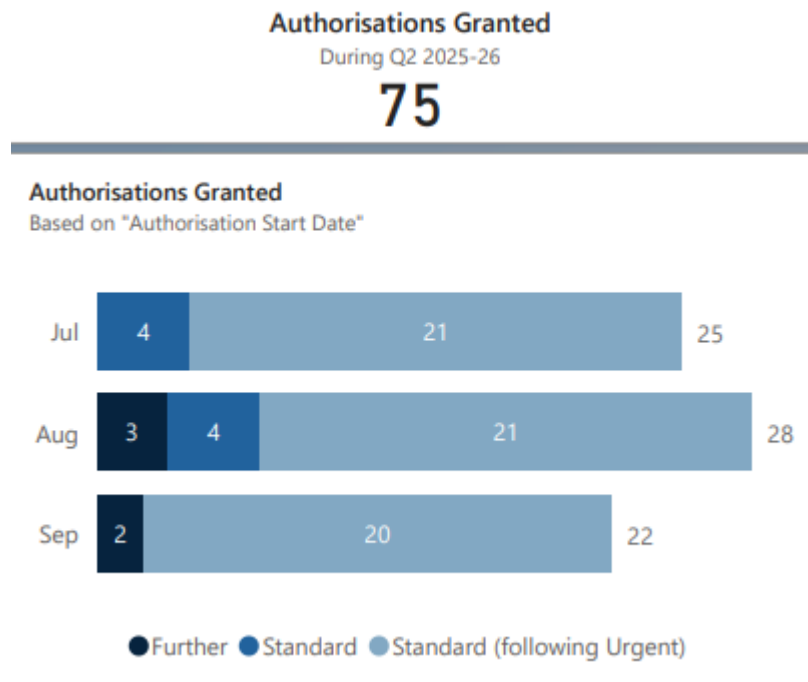 Authorisations Granted
During Q2 2025-26
75
Authorisations Granted
Based on "Authorisation Start Date"
Jul 4 21 25
Aug 3 4 21 28
Sep 2 20 22
Further Standard Standard (following Urgent)